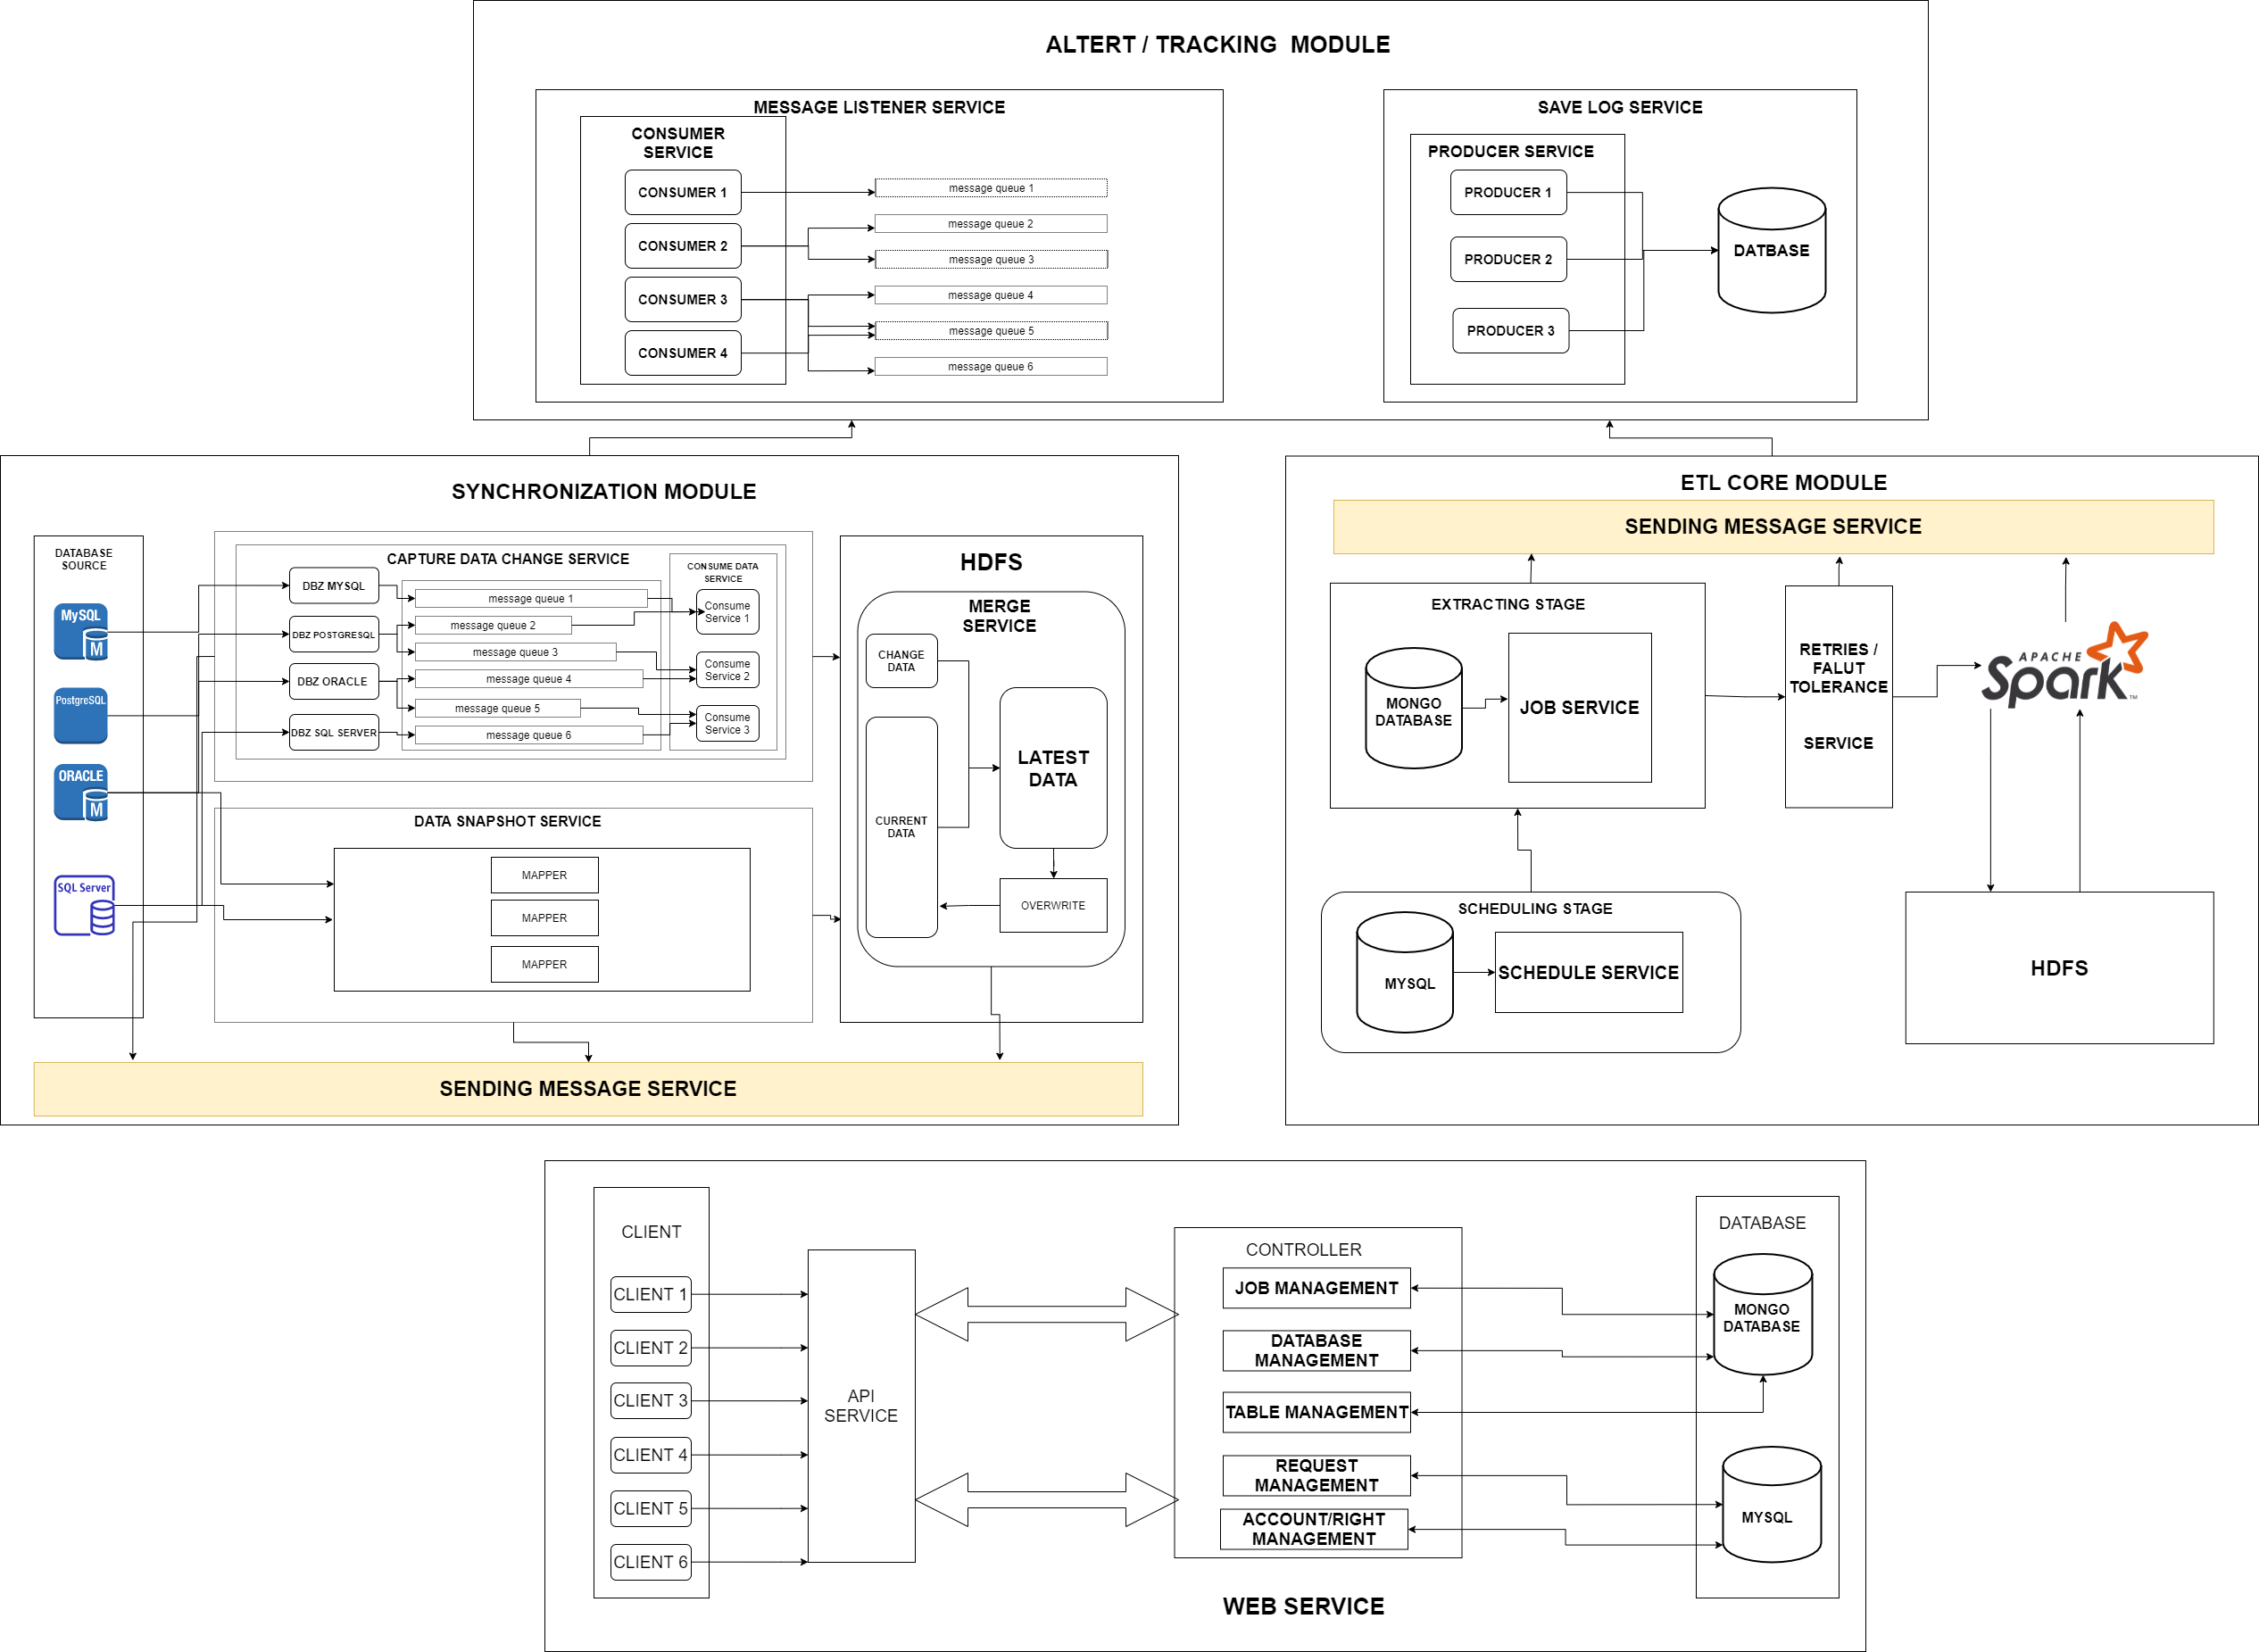 ALTERT / TRACKING MODULE
MESSAGE LISTENER SERVICE
CONSUMER
SERVICE
CONSUMER 1
CONSUMER 2
CONSUMER 3
CONSUMER 4
message queue 1
message queue 2
message queue 3
message queue 4
message queue 5
message queue 6
SAVE LOG SERVICE
PRODUCER SERVICE
PRODUCER 1
PRODUCER 2
PRODUCER 3
DATBASE
SYNCHRONIZATION MODULE
DATABASE
SOURCE
MySQL
M
PostgreSQL
ORACLE
M
SQL Server
CAPTURE DATA CHANGE SERVICE
DBZ MYSQL
DBZ POSTGRESQL
DBZ ORACLE
DBZ SQL SERVER
message queue 1
message queue 2
message queue 3
message queue 4
message queue 5
message queue 6
CONSUME DATA
SERVICE
Consume
Service 1
Consume
Service 2
Consume
Service 3
DATA SNAPSHOT SERVICE
MAPPER
MAPPER
MAPPER
HDFS
MERGE
SERVICE
CHANGE
DATA
CURRENT
DATA
LATEST
DATA
OVERWRITE
SENDING MESSAGE SERVICE
ETL CORE MODULE
SENDING MESSAGE SERVICE
EXTRACTING STAGE
MONGO
DATABASE
JOB SERVICE
RETRIES /
FALUT
TOLERANCE
SERVICE
APACHE
Spark™
SCHEDULING STAGE
MYSQL
SCHEDULE SERVICE
HDFS
CLIENT
CLIENT 1
CLIENT 2
CLIENT 3
CLIENT 4
CLIENT 5
CLIENT 6
API
SERVICE
CONTROLLER
JOB MANAGEMENT
DATABASE
MANAGEMENT
TABLE MANAGEMENT
REQUEST
MANAGEMENT
ACCOUNT/RIGHT
MANAGEMENT
DATABASE
MONGO
DATABASE
MYSQL
WEB SERVICE